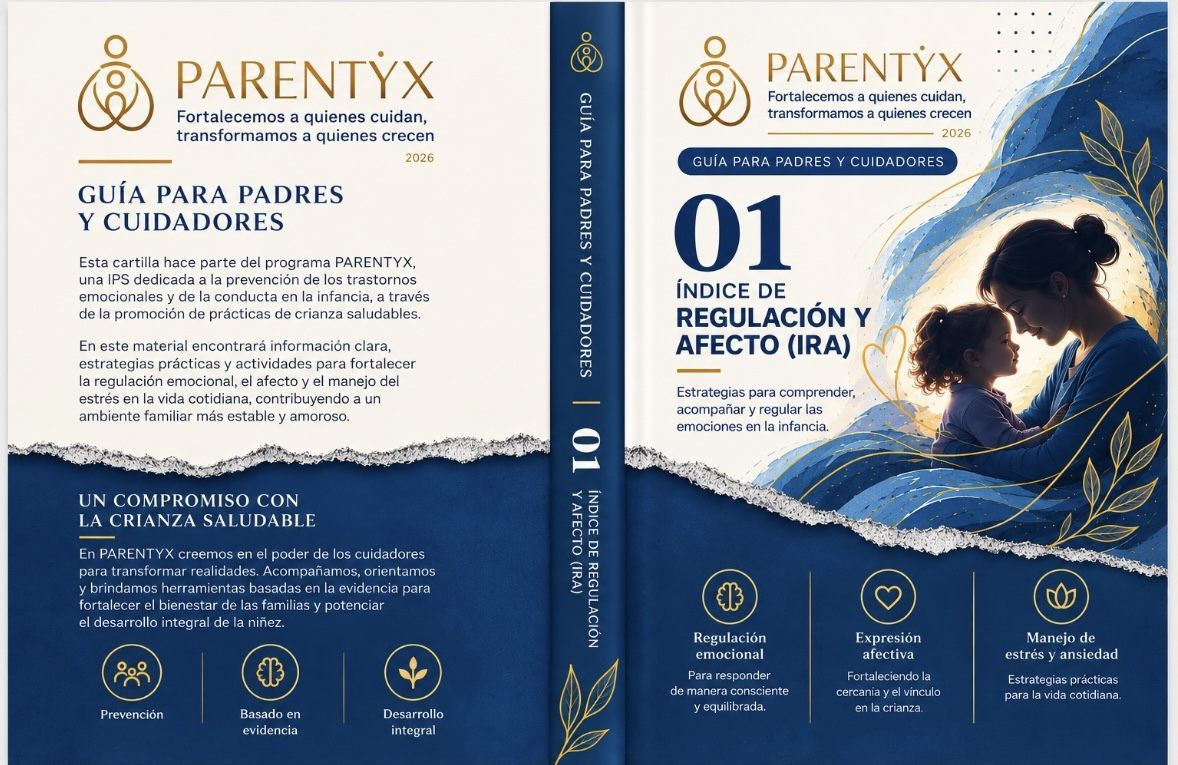 PARENTẎX
Fortalecemos a quienes cuidan,
transformamos a quienes crecen
2026
GUÍA PARA PADRES
Y CUIDADORES
Esta cartilla hace parte del programa PARENTYX,
una IPS dedicada a la prevención de los trastornos
emocionales y de la conducta en la infancia, a través
de la promoción de prácticas de crianza saludables.
En este material encontrará información clara,
estrategias prácticas y actividades para fortalecer
la regulación emocional, el afecto y el manejo del
estrés en la vida cotidiana, contribuyendo a un
ambiente familiar más estable y amoroso.
UN COMPROMISO CON
LA CRIANZA SALUDABLE
En PARENTYX creemos en el poder de los cuidadores
para transformar realidades. Acompañamos, orientamos
y brindamos herramientas basadas en la evidencia para
fortalecer el bienestar de las familias y potenciar
el desarrollo integral de la niñez.
Prevención
Basado en
evidencia
Desarrollo
integral
GUÍA PARA PADRES Y CUIDADORES
01
ÍNDICE DE REGULACIÓN
Y AFECTO (IRA)
PARENTẎX
Fortalecemos a quienes cuidan,
transformamos a quienes crecen
2026
GUÍA PARA PADRES Y CUIDADORES
01
ÍNDICE DE
REGULACIÓN Y
AFECTO (IRA)
Estrategias para comprender,
acompañar y regular las
emociones en la infancia.
Regulación
emocional
Para responder
de manera consciente
y equilibrada.
Expresión
afectiva
Fortaleciendo la
cercanía y el vínculo
en la crianza.
Manejo de
estrés y ansiedad
Estrategias prácticas
para la vida cotidiana.